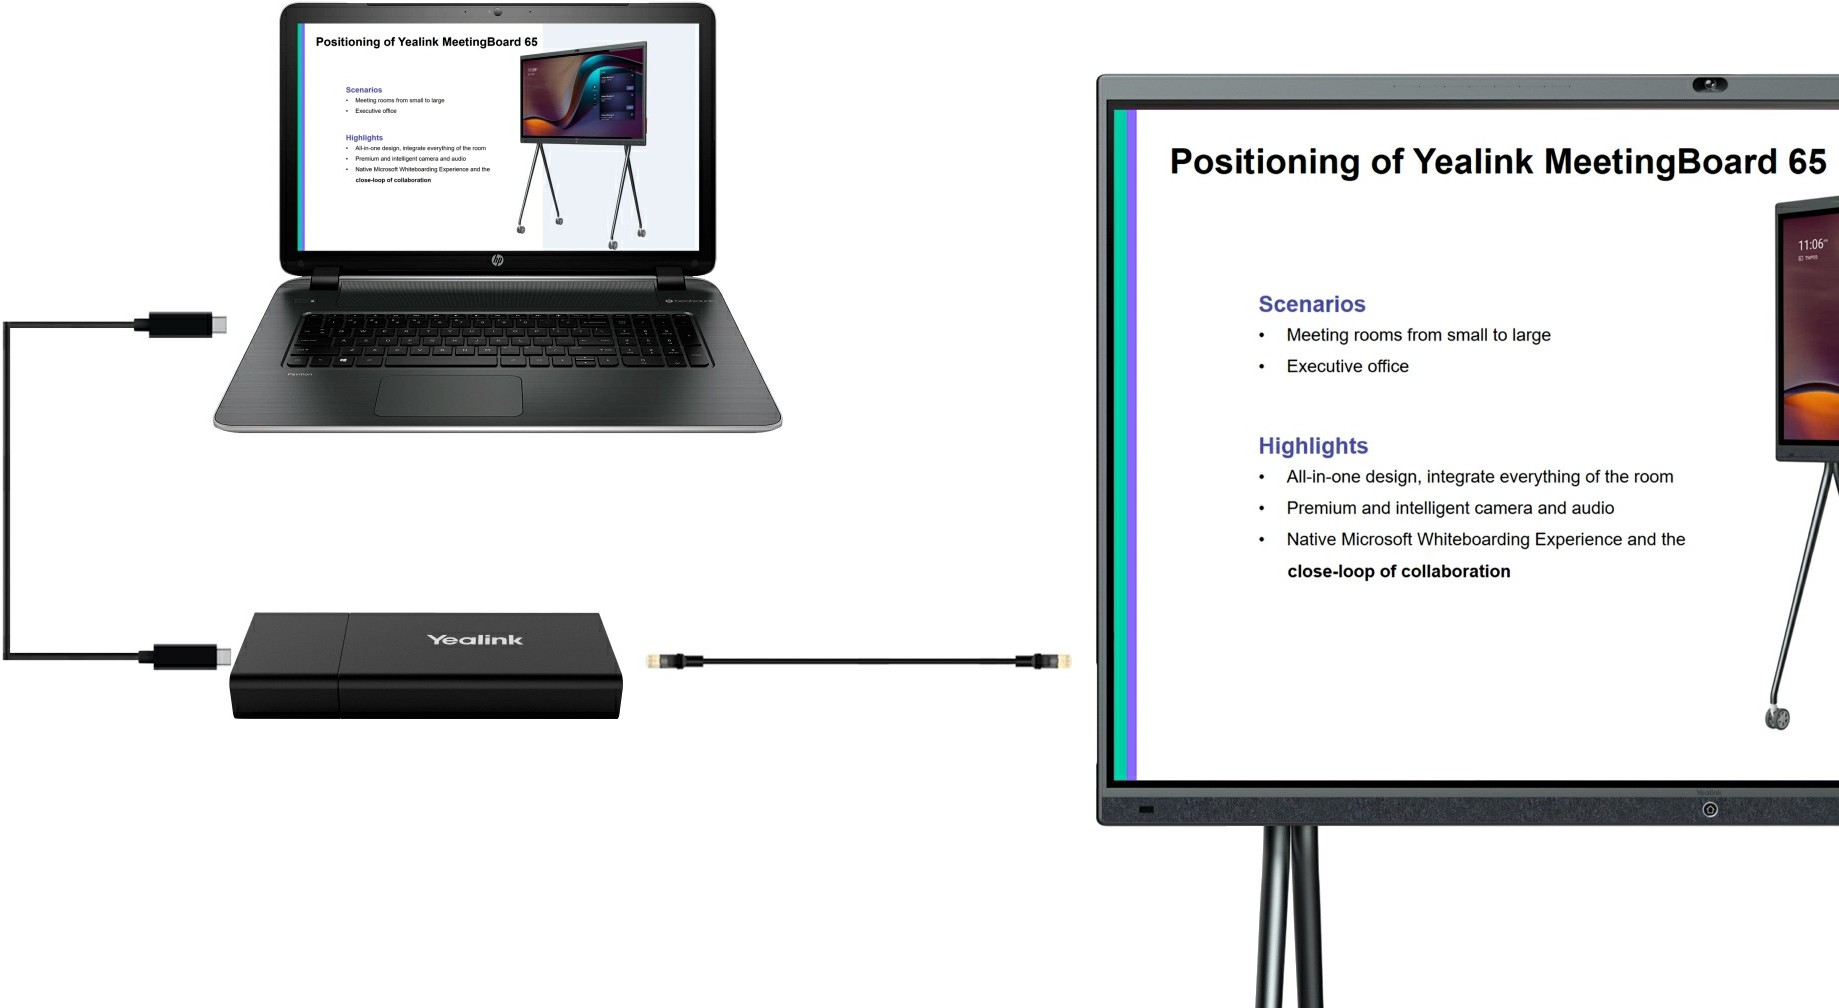 Positioning of Yealink MeetingBoard 65
Scenarios
• Meeting rooms from small to large
• Executive office
Highlights
• All-in-one design, integrate everything of the room
• Premium and intelligent camera and audio
• Native Microsoft Whiteboarding Experience and the
close-loop of collaboration
hp
Pavilion
Yealink
Positioning of Yealink MeetingBoard 65
11:06
Scenarios
• Meeting rooms from small to large
• Executive office
Highlights
• All-in-one design, integrate everything of the room
• Premium and intelligent camera and audio
• Native Microsoft Whiteboarding Experience and the
close-loop of collaboration
Yealink